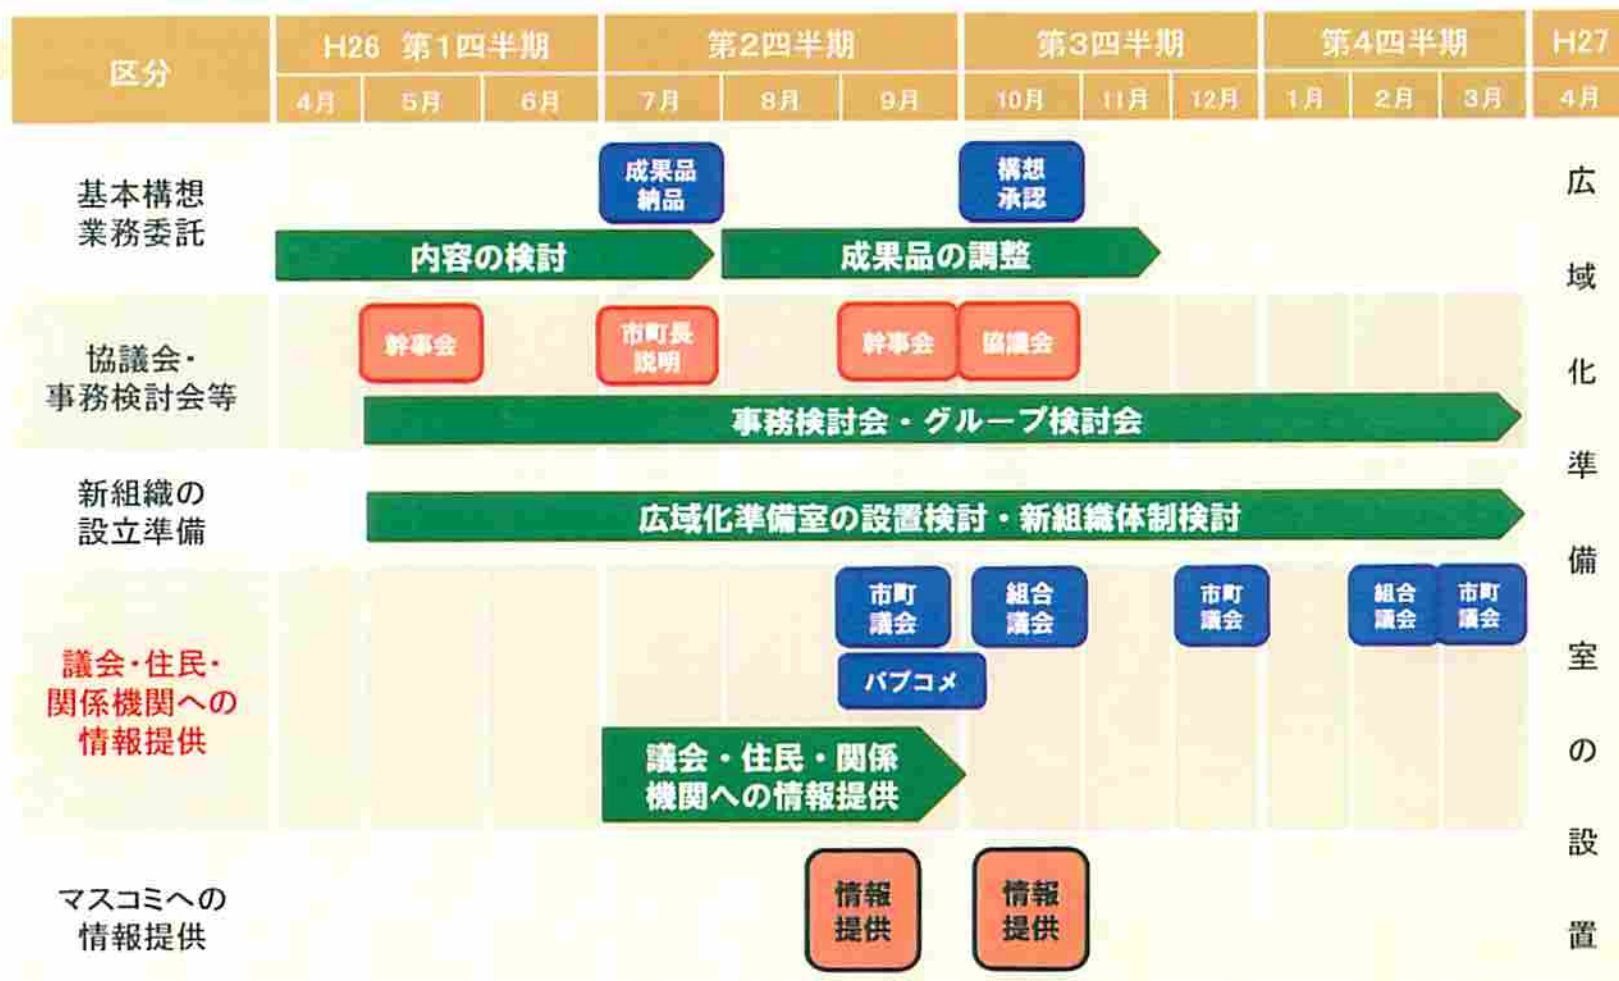 区分
H26 第1四半期
第2四半期
第3四半期
第4四半期
H27
4月
5月
6月
7月
8月
9月
10月
11月
12月
1月
2月
3月
4月
基本構想
業務委託
成果品
納品
構想
承認
内容の検討
成果品の調整
協議会・
事務検討会等
幹事会
市町長
説明
幹事会
協議会
事務検討会・グループ検討会
新組織の
設立準備
広域化準備室の設置検討・新組織体制検討
議会・住民・
関係機関への
情報提供
市町
議会
組合
議会
市町
議会
組合
議会
市町
議会
パブコメ
議会・住民・関係
機関への情報提供
マスコミへの
情報提供
情報
提供
情報
提供
広域化準備室の設置